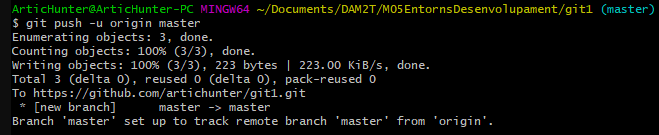 ArticHunter@ArticHunter-PC MINGW64 ~/Documents/DAM2T/M05EntornsDesenvolupament/git1 (master)
$ git push -u origin master
Enumerating objects: 3, done.
Counting objects: 100% (3/3), done.
Writing objects: 100% (3/3), 223 bytes | 223.00 KiB/s, done.
Total 3 (delta 0), reused 0 (delta 0), pack-reused 0
To https://github.com/artichunter/git1.git
 * [new branch]      master -> master
Branch 'master' set up to track remote branch 'master' from 'origin'.